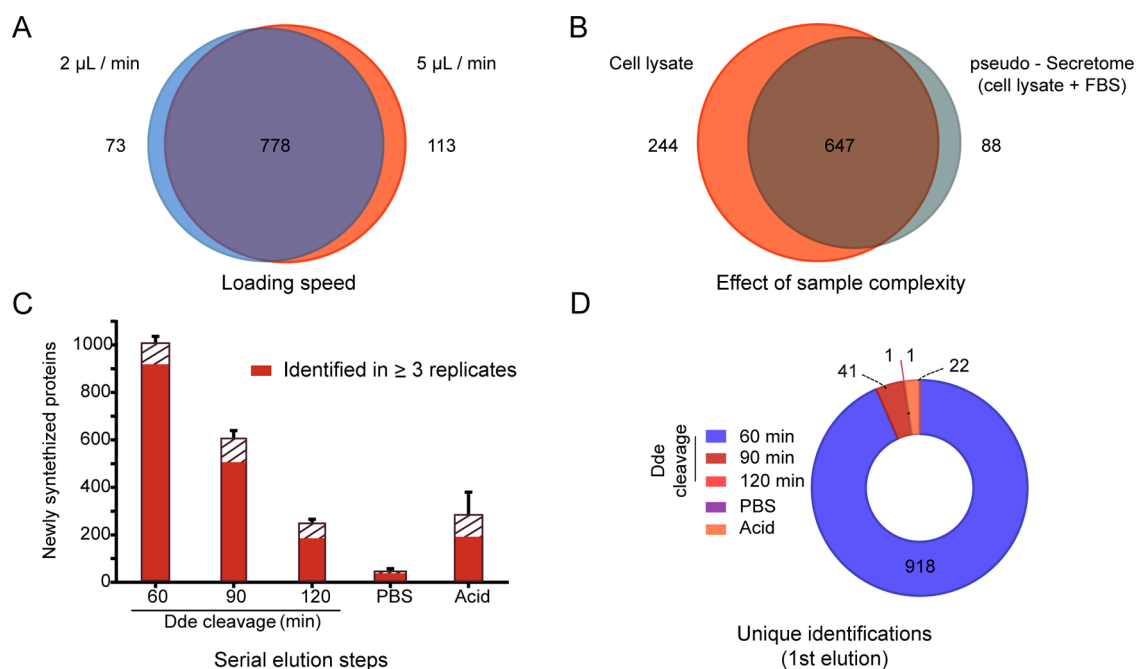 A
2 µL / min
5 µL / min
73
778
113
Loading speed
B
Cell lysate
pseudo - Secretome
(cell lysate + FBS)
244
647
88
Effect of sample complexity
C
Newly syntethized proteins
1000
800
600
400
200
0
Identified in ≥ 3 replicates
60 90 120 PBS Acid
Dde cleavage (min)
Serial elution steps
D
1 1
41 22
Dde
cleavage
60 min
90 min
120 min
PBS
Acid
918
Unique identifications
(1st elution)